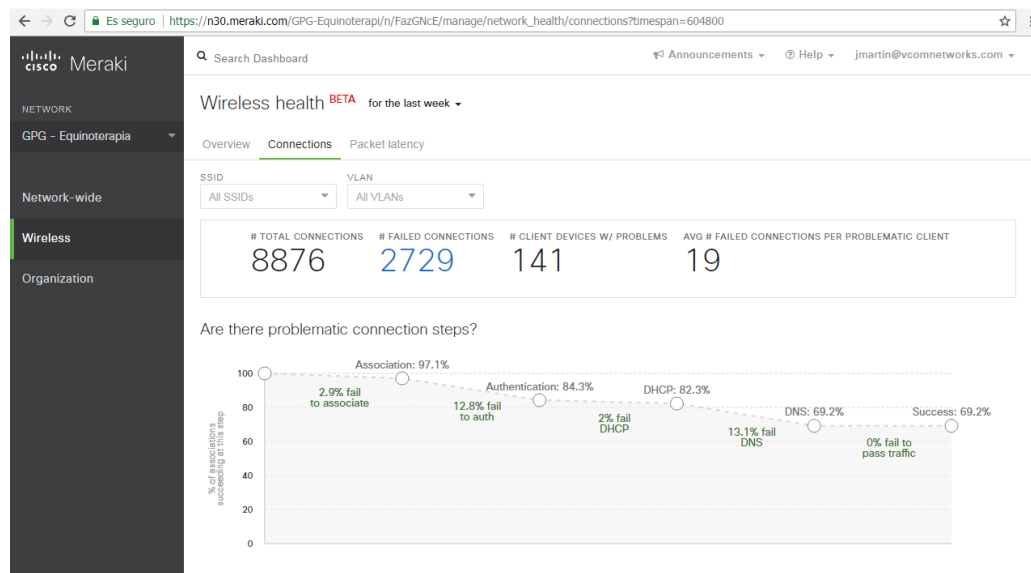 Es seguro | https://n30.meraki.com/GPG-Equinoterapi/n/FazGNcE/manage/network_health/connections?timespan=604800
cisco Meraki
Search Dashboard
Announcements
Help
jmartin@vcomnetworks.com
NETWORK
GPG - Equinoterapia
Network-wide
Wireless
Organization
Wireless health BETA for the last week
Overview Connections Packet latency
SSID VLAN
All SSIDs All VLANs
# TOTAL CONNECTIONS # FAILED CONNECTIONS # CLIENT DEVICES W/ PROBLEMS AVG # FAILED CONNECTIONS PER PROBLEMATIC CLIENT
8876 2729 141 19
Are there problematic connection steps?
% of associations
succeeding at this step
100
80
60
40
20
0
Association: 97.1%
Authentication: 84.3%
DHCP: 82.3%
DNS: 69.2%
Success: 69.2%
2.9% fail
to associate
12.8% fail
to auth
2% fail
DHCP
13.1% fail
DNS
0% fail to
pass traffic